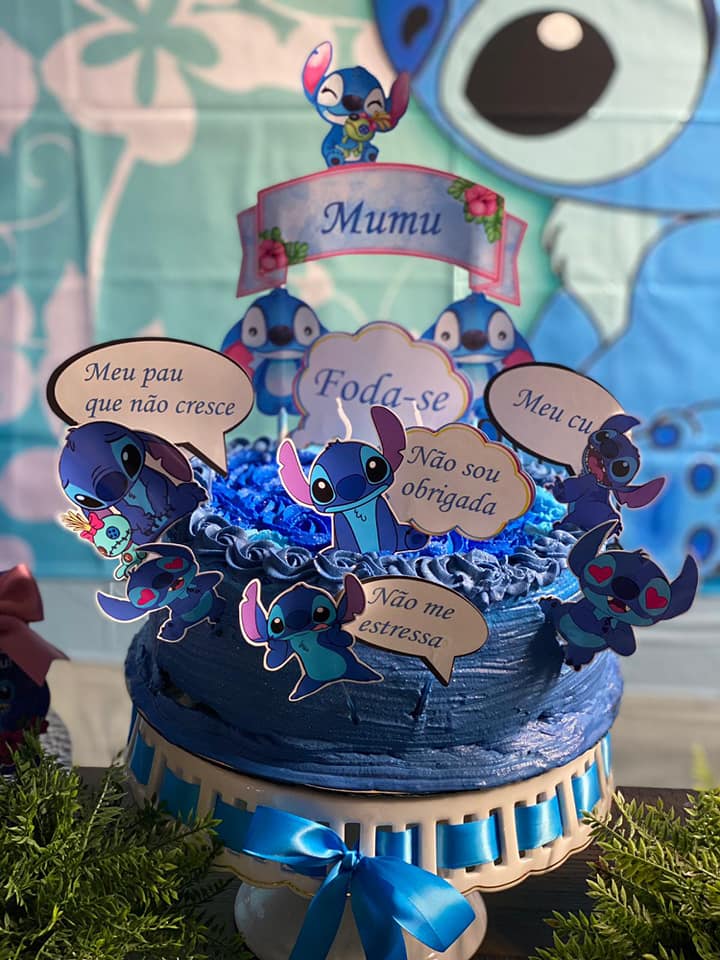 Mumu
Meu pau
que não cresce
Foda-se
Meu cu
Não sou
obrigada
Não me
estressa